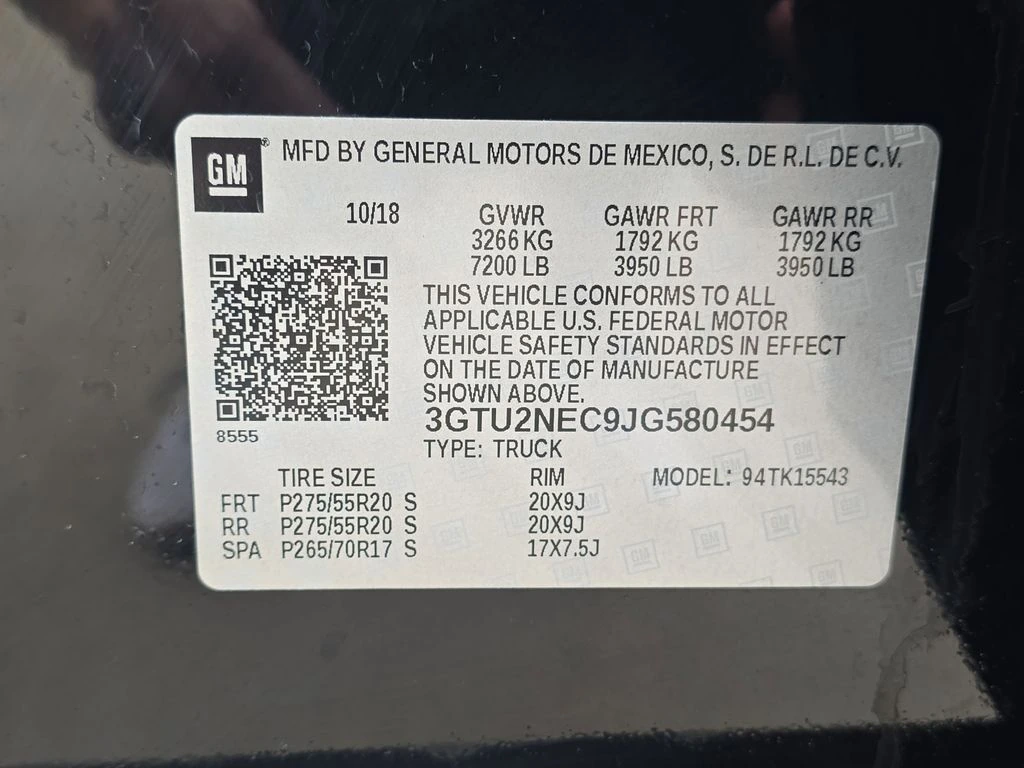 GM® MFD BY GENERAL MOTORS DE MEXICO, S. DE R.L. DE C.V.
10/18 GVWR GAWR FRT GAWR RR
3266 KG 1792 KG 1792 KG
7200 LB 3950 LB 3950 LB
THIS VEHICLE CONFORMS TO ALL
APPLICABLE U.S. FEDERAL MOTOR
VEHICLE SAFETY STANDARDS IN EFFECT
ON THE DATE OF MANUFACTURE
SHOWN ABOVE.
3GTU2NEC9JG580454
8555
TYPE: TRUCK
TIRE SIZE RIM MODEL: 94TK15543
FRT P275/55R20 S 20X9J
RR P275/55R20 S 20X9J
SPA P265/70R17 S 17X7.5J